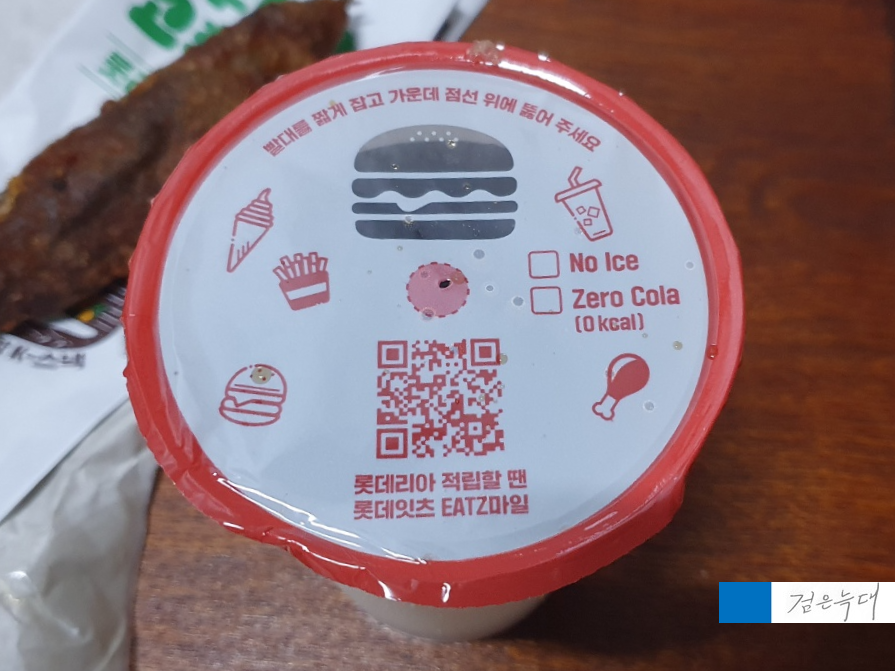 빨대를 짧게 잡고 가운데 점선 위에 뚫어 주세요
No Ice
Zero Cola
(0 kcal)
롯데리아 적립할 땐
롯데잇츠 EATZ마일
검은늑대